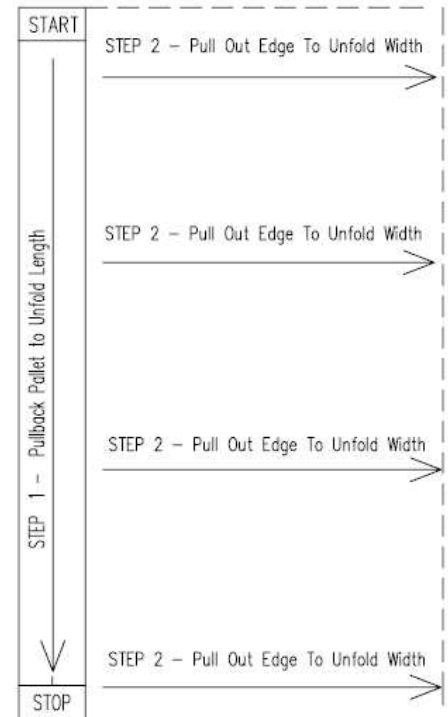 START
STEP 2 – Pull Out Edge To Unfold Width
STEP 2 – Pull Out Edge To Unfold Width
STEP 1 – Pullback Pallet to Unfold Length
STEP 2 – Pull Out Edge To Unfold Width
STEP 2 – Pull Out Edge To Unfold Width
STOP